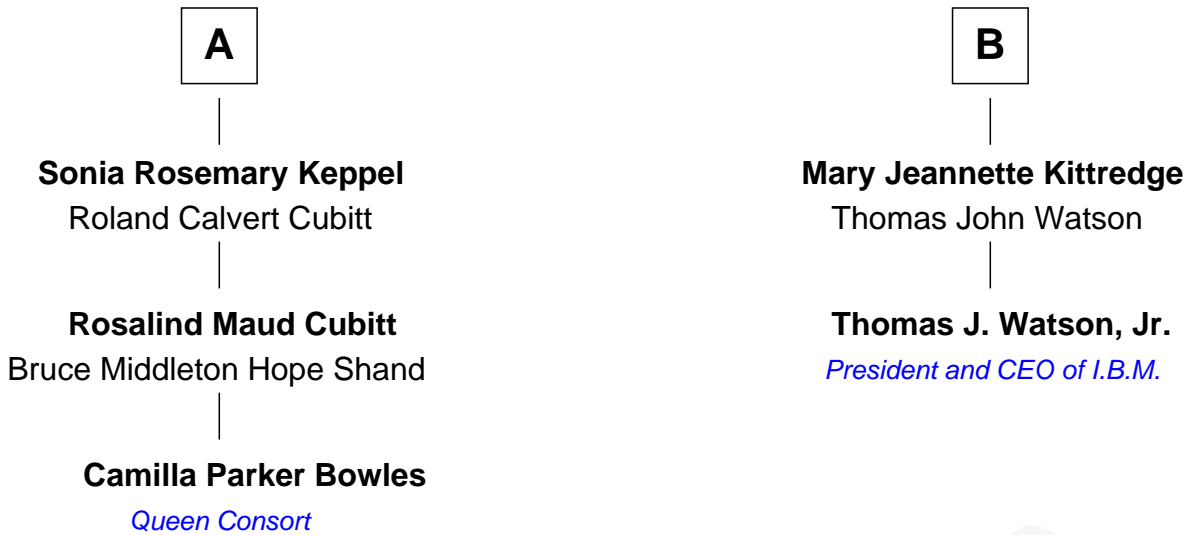 A
Sonia Rosemary Keppel
Roland Calvert Cubitt
Rosalind Maud Cubitt
Bruce Middleton Hope Shand
Camilla Parker Bowles
Queen Consort
B
Mary Jeannette Kittredge
Thomas John Watson
Thomas J. Watson, Jr.
President and CEO of I.B.M.